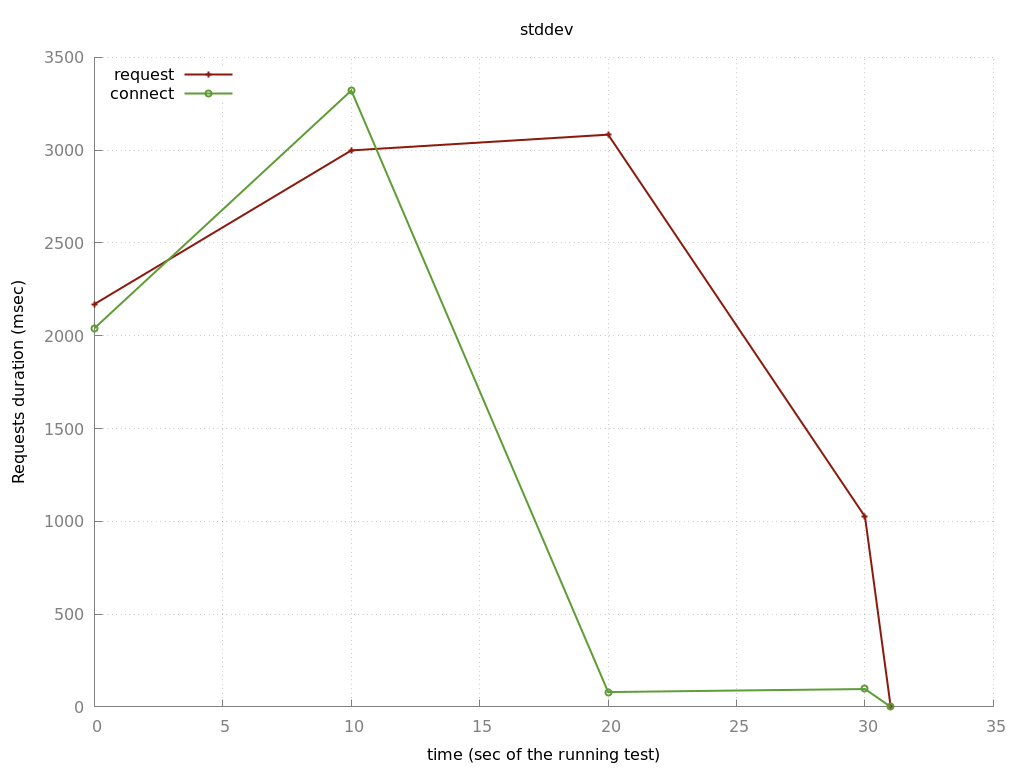 stddev
request
connect
3500
3000
2500
2000
1500
1000
500
0
Requests duration (msec)
0 5 10 15 20 25 30 35
time (sec of the running test)